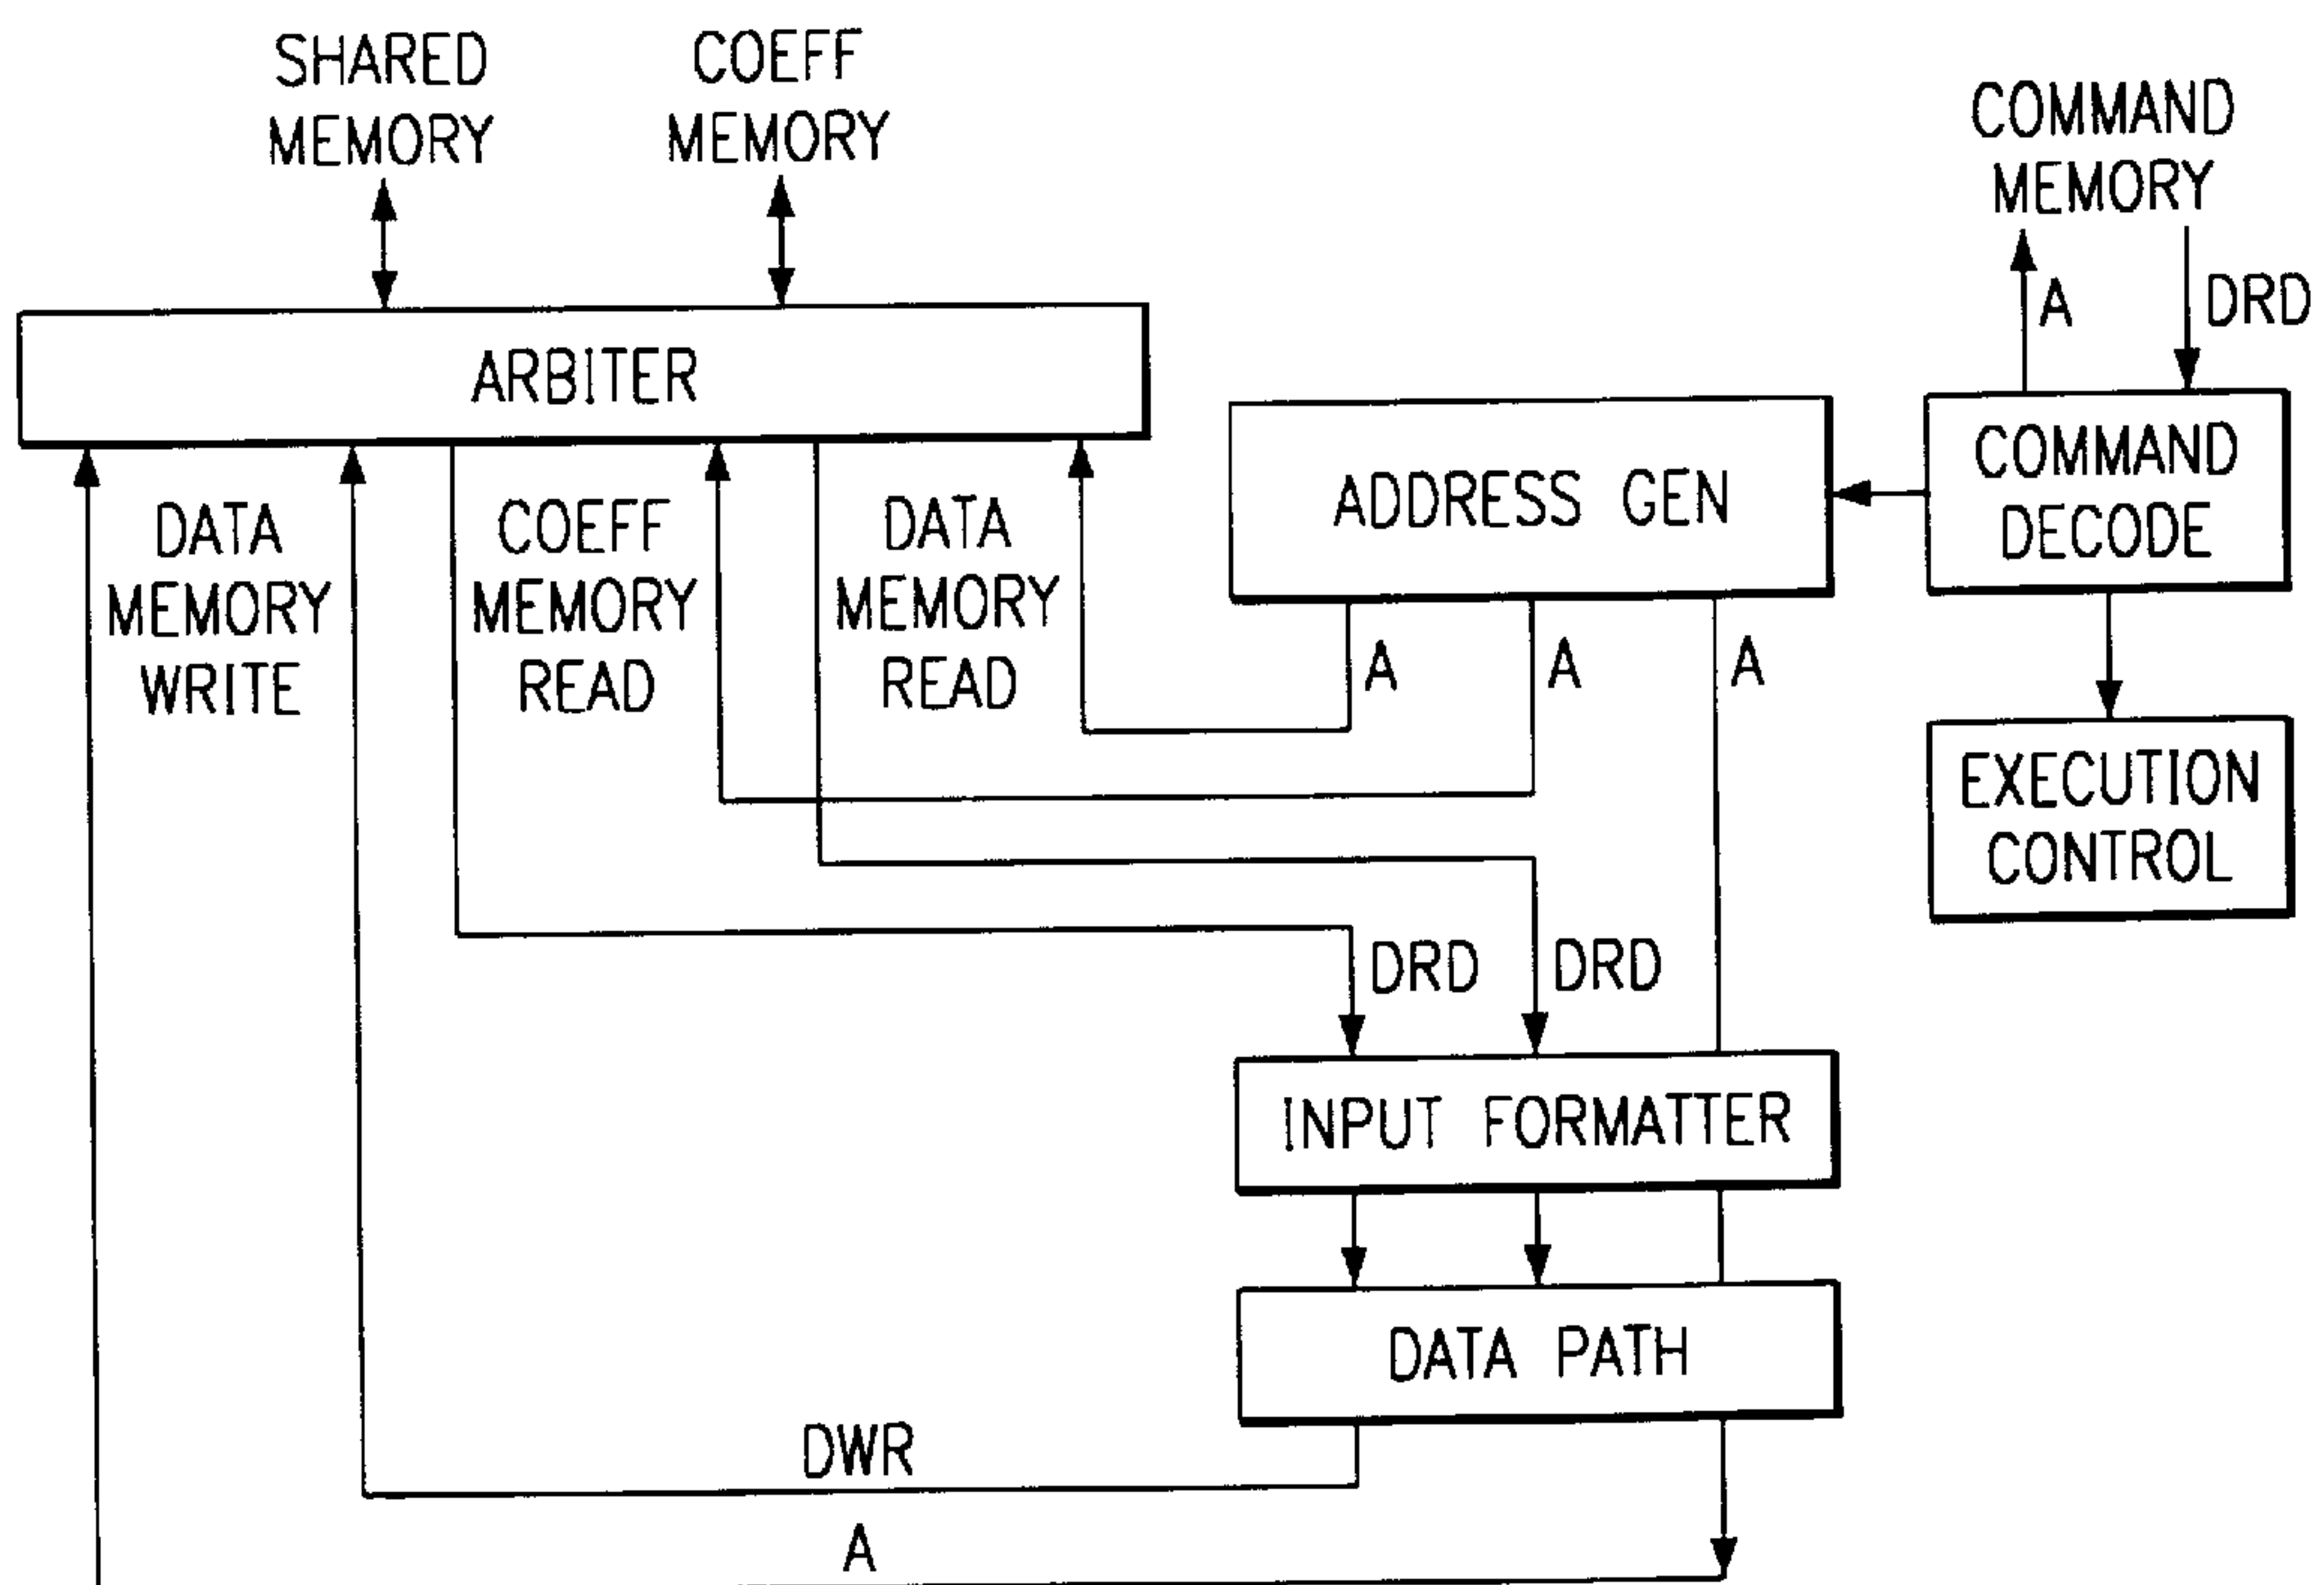 SHARED
MEMORY
COEFF
MEMORY
COMMAND
MEMORY
A
DRD
ARBITER
ADDRESS GEN
COMMAND
DECODE
DATA
MEMORY
WRITE
COEFF
MEMORY
READ
DATA
MEMORY
READ
A
A
A
EXECUTION
CONTROL
DRD
DRD
INPUT FORMATTER
DATA PATH
DWR
A